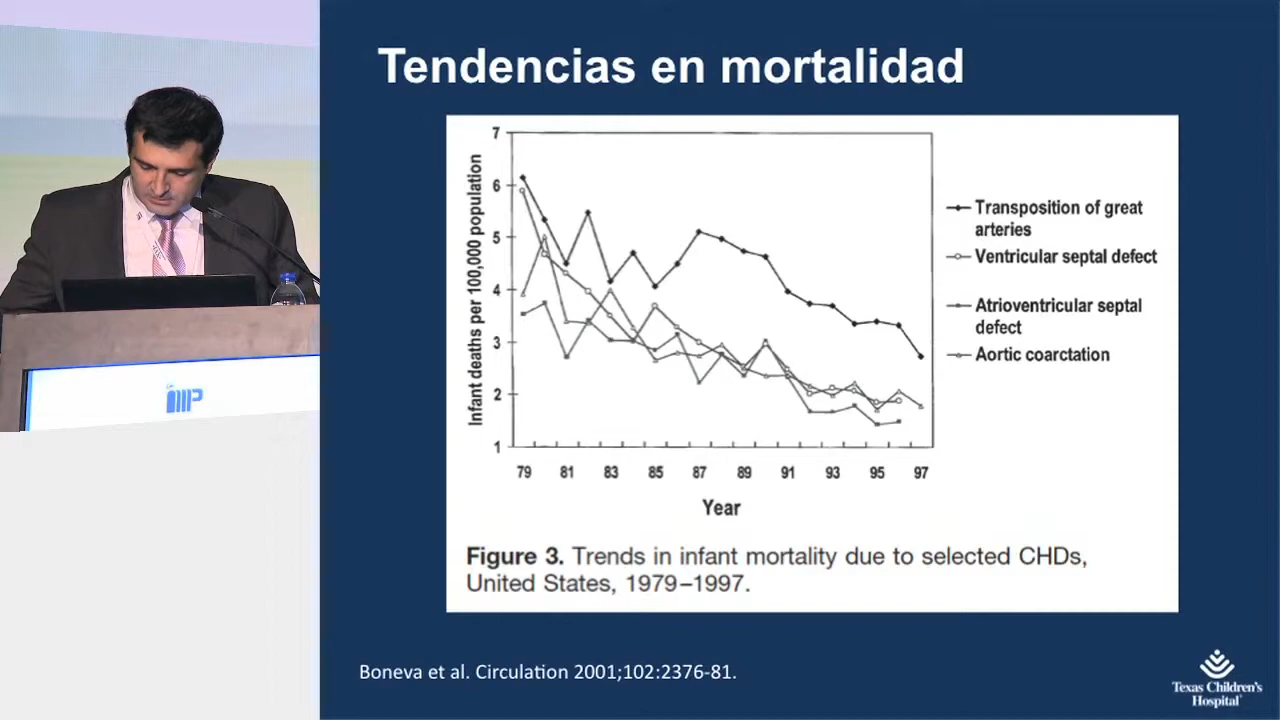 Tendencias en mortalidad
7
6
5
4
3
2
1
Infant deaths per 100,000 population
79 81 83 85 87 89 91 93 95 97
Year
Transposition of great
arteries
Ventricular septal defect
Atrioventricular septal
defect
Aortic coarctation
Figure 3. Trends in infant mortality due to selected CHDs,
United States, 1979–1997.
Boneva et al. Circulation 2001;102:2376-81.
Texas Children's
Hospital